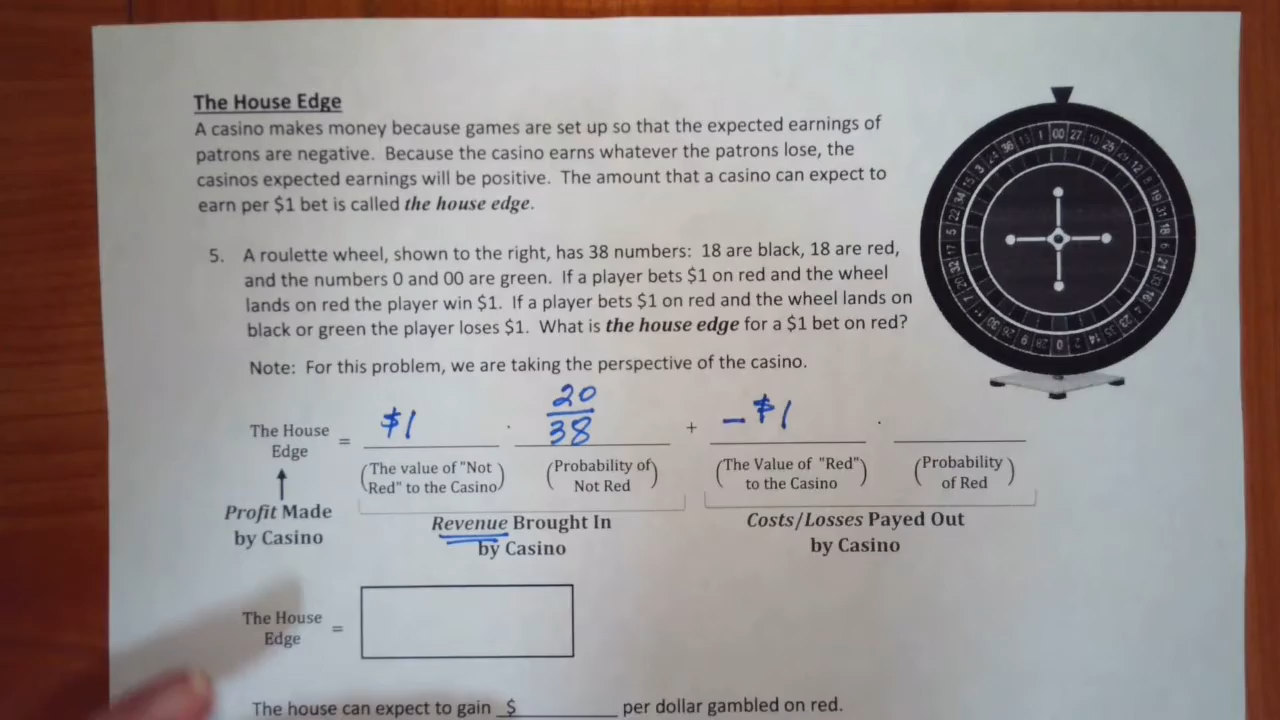 The House Edge
A casino makes money because games are set up so that the expected earnings of
patrons are negative. Because the casino earns whatever the patrons lose, the
casinos expected earnings will be positive. The amount that a casino can expect to
earn per $1 bet is called the house edge.
5. A roulette wheel, shown to the right, has 38 numbers: 18 are black, 18 are red,
and the numbers 0 and 00 are green. If a player bets $1 on red and the wheel
lands on red the player win $1. If a player bets $1 on red and the wheel lands on
black or green the player loses $1. What is the house edge for a $1 bet on red?
Note: For this problem, we are taking the perspective of the casino.
The House Edge = $1 · 20/38 + -$1 ·
(The value of "Not Red" to the Casino) (Probability of Not Red) (The Value of "Red" to the Casino) (Probability of Red)
Profit Made by Casino
Revenue Brought In by Casino
Costs/Losses Payed Out by Casino
The House Edge =
The house can expect to gain $ per dollar gambled on red.